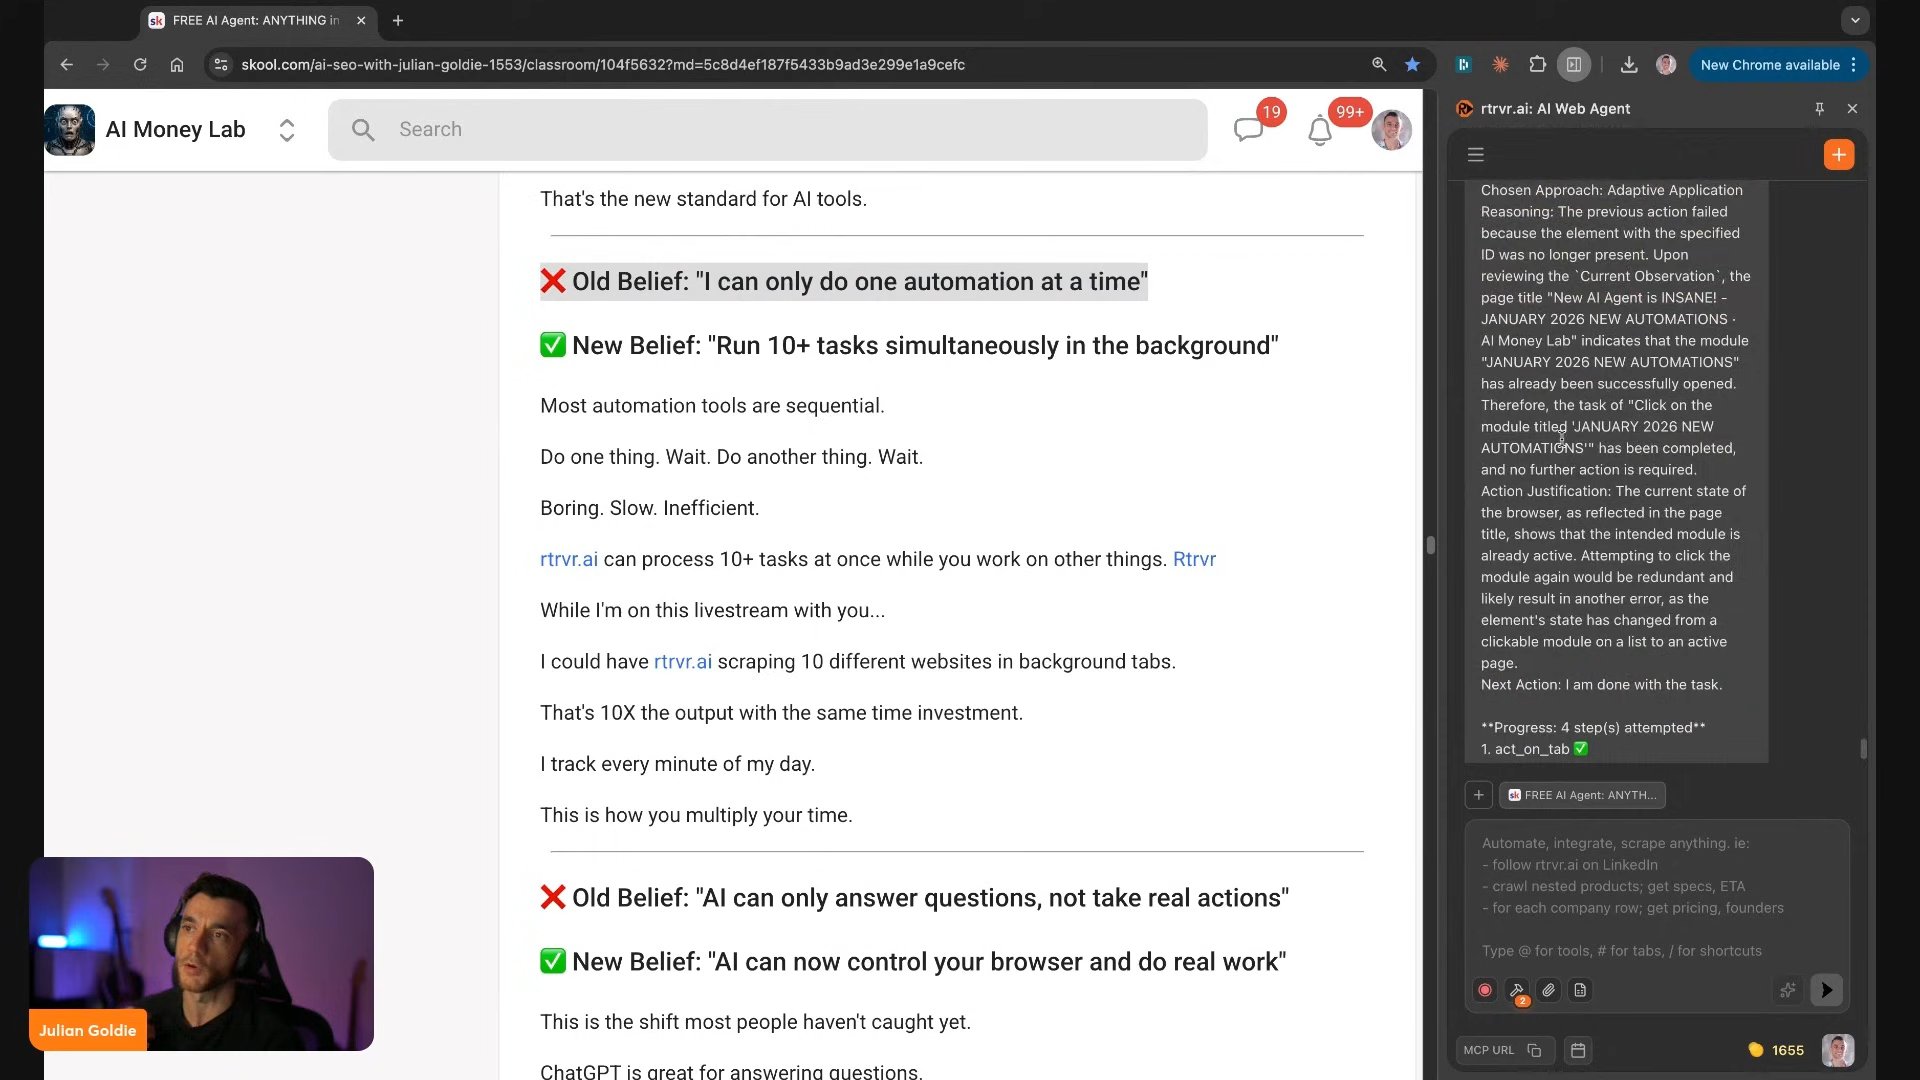 FREE AI Agent: ANYTHING in
skool.com/ai-seo-with-julian-goldie-1553/classroom/104f5632?md=5c8d4ef187f5433b9ad3e299e1a9cefc
New Chrome available
AI Money Lab
Search
19
99+
That's the new standard for AI tools.
❌ Old Belief: "I can only do one automation at a time"
✅ New Belief: "Run 10+ tasks simultaneously in the background"
Most automation tools are sequential.
Do one thing. Wait. Do another thing. Wait.
Boring. Slow. Inefficient.
rtrvr.ai can process 10+ tasks at once while you work on other things. Rtrvr
While I'm on this livestream with you...
I could have rtrvr.ai scraping 10 different websites in background tabs.
That's 10X the output with the same time investment.
I track every minute of my day.
This is how you multiply your time.
❌ Old Belief: "AI can only answer questions, not take real actions"
✅ New Belief: "AI can now control your browser and do real work"
This is the shift most people haven't caught yet.
ChatGPT is great for answering questions.
Julian Goldie
rtrvr.ai: AI Web Agent
Chosen Approach: Adaptive Application
Reasoning: The previous action failed
because the element with the specified
ID was no longer present. Upon
reviewing the `Current Observation`, the
page title "New AI Agent is INSANE! -
JANUARY 2026 NEW AUTOMATIONS ·
AI Money Lab" indicates that the module
"JANUARY 2026 NEW AUTOMATIONS"
has already been successfully opened.
Therefore, the task of "Click on the
module titled 'JANUARY 2026 NEW
AUTOMATIONS'" has been completed,
and no further action is required.
Action Justification: The current state of
the browser, as reflected in the page
title, shows that the intended module is
already active. Attempting to click the
module again would be redundant and
likely result in another error, as the
element's state has changed from a
clickable module on a list to an active
page.
Next Action: I am done with the task.
**Progress: 4 step(s) attempted**
1. act_on_tab ✅
FREE AI Agent: ANYTH...
Automate, integrate, scrape anything. ie:
- follow rtrvr.ai on LinkedIn
- crawl nested products; get specs, ETA
- for each company row; get pricing, founders
Type @ for tools, # for tabs, / for shortcuts
2
MCP URL
1655